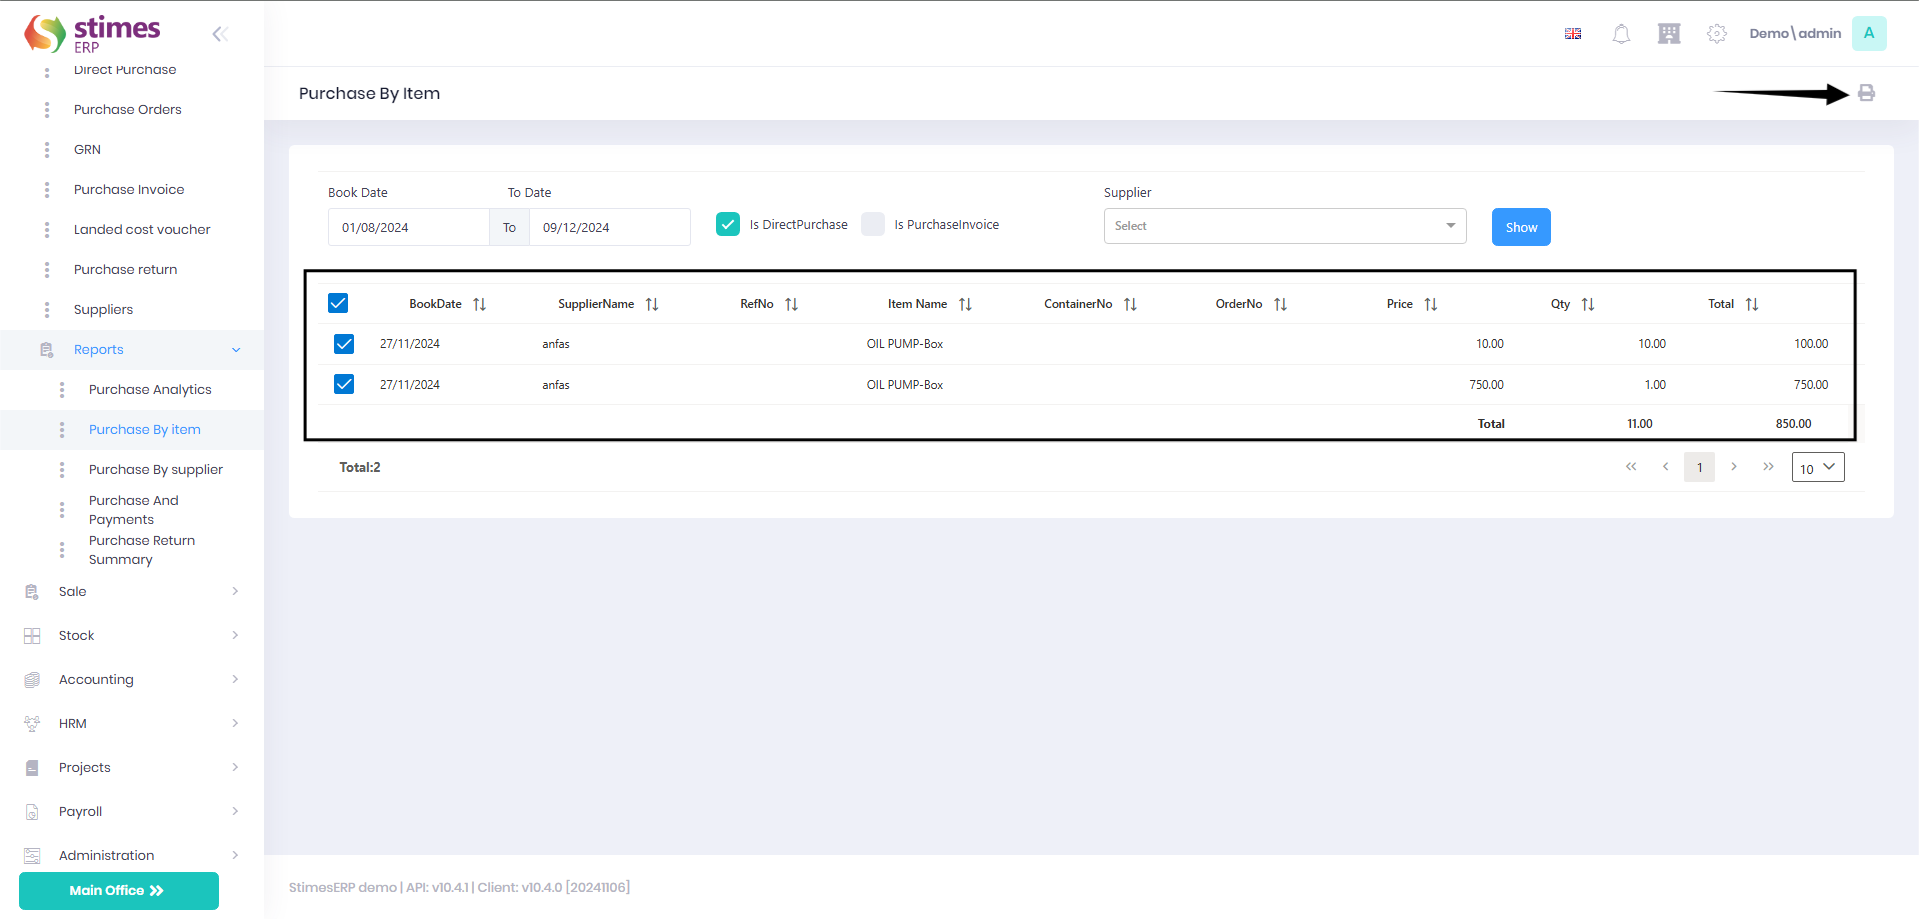 stimes
ERP
Demo\admin
A
Direct Purchase
Purchase Orders
GRN
Purchase Invoice
Landed cost voucher
Purchase return
Suppliers
Reports
Purchase Analytics
Purchase By item
Purchase By supplier
Purchase And
Payments
Purchase Return
Summary
Sale
Stock
Accounting
HRM
Projects
Payroll
Administration
Main Office
Purchase By Item
Book Date To Date Supplier
01/08/2024 To 09/12/2024 Is DirectPurchase Is PurchaseInvoice Select Show
BookDate SupplierName RefNo Item Name ContainerNo OrderNo Price Qty Total
27/11/2024 anfas OIL PUMP-Box 10.00 10.00 100.00
27/11/2024 anfas OIL PUMP-Box 750.00 1.00 750.00
Total 11.00 850.00
Total:2 1 10
StimesERP demo | API: v10.4.1 | Client: v10.4.0 [20241106]